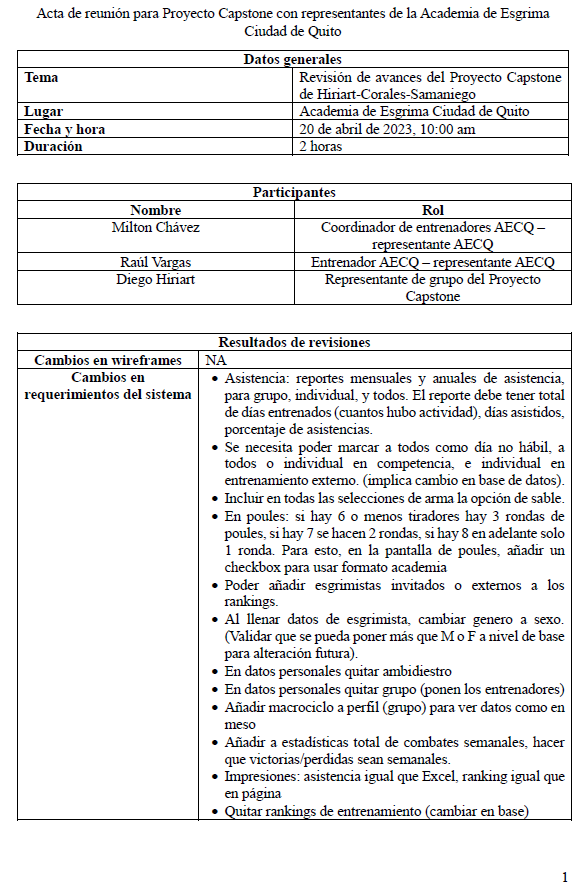 Acta de reunión para Proyecto Capstone con representantes de la Academia de Esgrima
Ciudad de Quito
Datos generales
Tema
Revisión de avances del Proyecto Capstone
de Hiriart-Corales-Samaniego
Lugar
Academia de Esgrima Ciudad de Quito
Fecha y hora
20 de abril de 2023, 10:00 am
Duración
2 horas
Participantes
Nombre
Rol
Milton Chávez
Coordinador de entrenadores AECQ –
representante AECQ
Raúl Vargas
Entrenador AECQ – representante AECQ
Diego Hiriart
Representante de grupo del Proyecto
Capstone
Resultados de revisiones
Cambios en wireframes
NA
Cambios en
requerimientos del sistema
• Asistencia: reportes mensuales y anuales de asistencia,
para grupo, individual, y todos. El reporte debe tener total
de días entrenados (cuantos hubo actividad), días asistidos,
porcentaje de asistencias.
• Se necesita poder marcar a todos como día no hábil, a
todos o individual en competencia, e individual en
entrenamiento externo. (implica cambio en base de datos).
• Incluir en todas las selecciones de arma la opción de sable.
• En poules: si hay 6 o menos tiradores hay 3 rondas de
poules, si hay 7 se hacen 2 rondas, si hay 8 en adelante solo
1 ronda. Para esto, en la pantalla de poules, añadir un
checkbox para usar formato academia
• Poder añadir esgrimistas invitados o externos a los
rankings.
• Al llenar datos de esgrimista, cambiar genero a sexo.
(Validar que se pueda poner más que M o F a nivel de base
para alteración futura).
• En datos personales quitar ambidiestro
• En datos personales quitar grupo (ponen los entrenadores)
• Añadir macrociclo a perfil (grupo) para ver datos como en
meso
• Añadir a estadísticas total de combates semanales, hacer
que victorias/perdidas sean semanales.
• Impresiones: asistencia igual que Excel, ranking igual que
en página
• Quitar rankings de entrenamiento (cambiar en base)
1